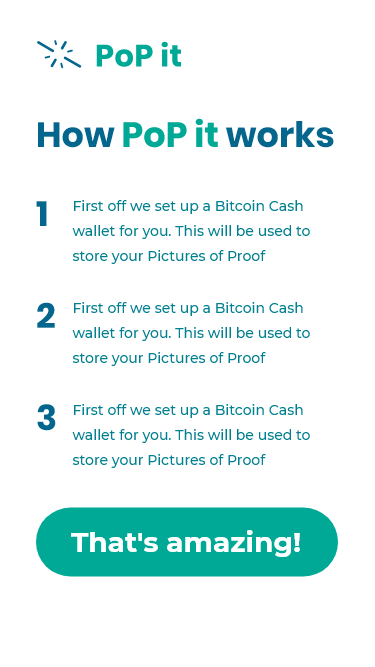 PoP it
How PoP it works
1 First off we set up a Bitcoin Cash
wallet for you. This will be used to
store your Pictures of Proof
2 First off we set up a Bitcoin Cash
wallet for you. This will be used to
store your Pictures of Proof
3 First off we set up a Bitcoin Cash
wallet for you. This will be used to
store your Pictures of Proof
That's amazing!